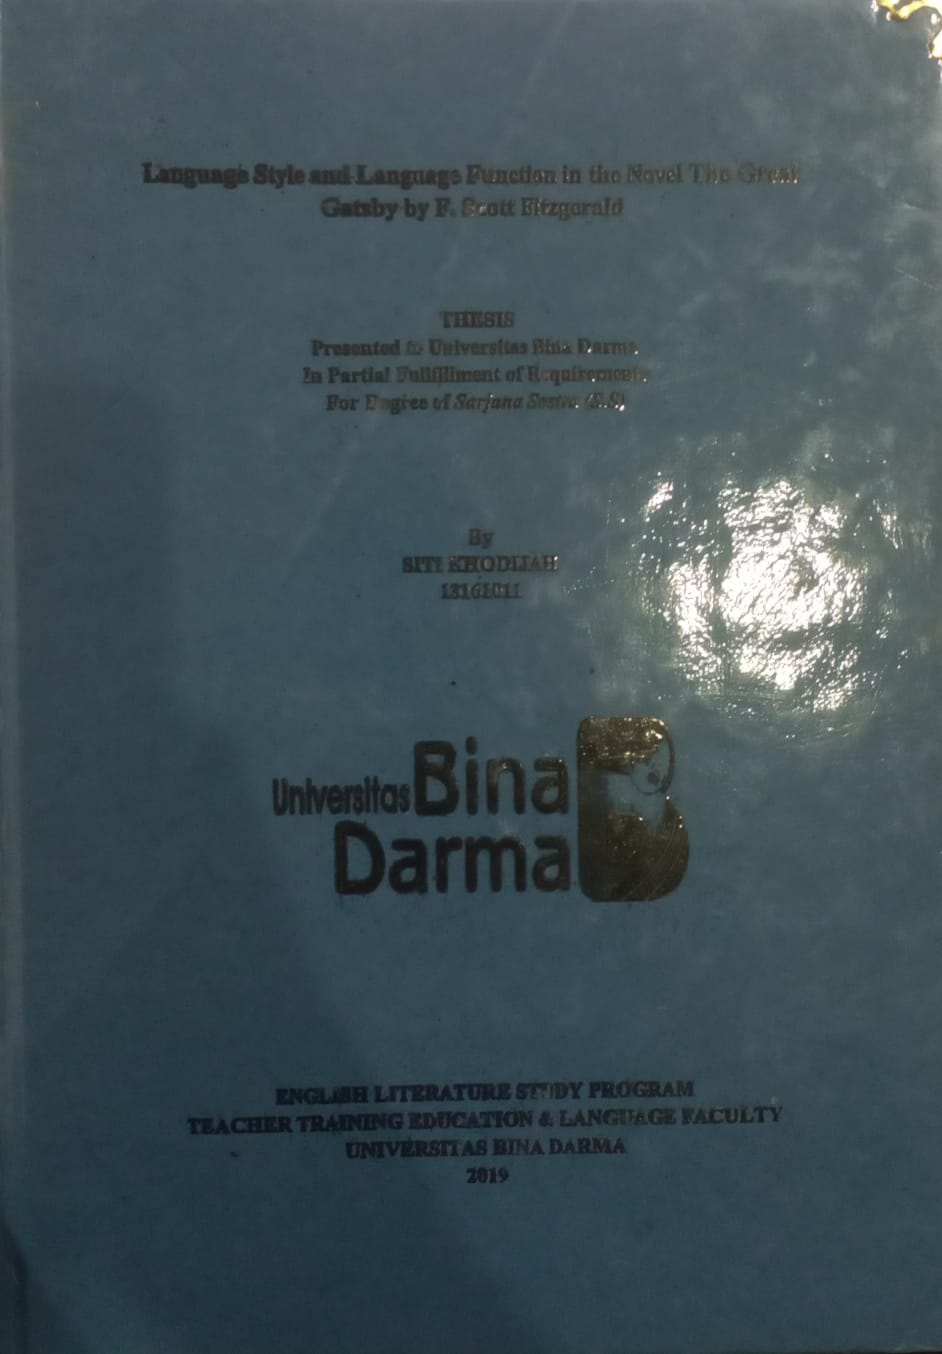 Language Style and Language Function in the Novel The Great
Gatsby by F. Scott Fitzgerald
THESIS
Presented to Universitas Bina Darma
In Partial Fulfillment of Requirements
For Degree of Sarjana Sastra (S.S)
By
SITI KHODIJAH
13161011
Universitas Bina
Darma
ENGLISH LITERATURE STUDY PROGRAM
TEACHER TRAINING EDUCATION & LANGUAGE FACULTY
UNIVERSITAS BINA DARMA
2019